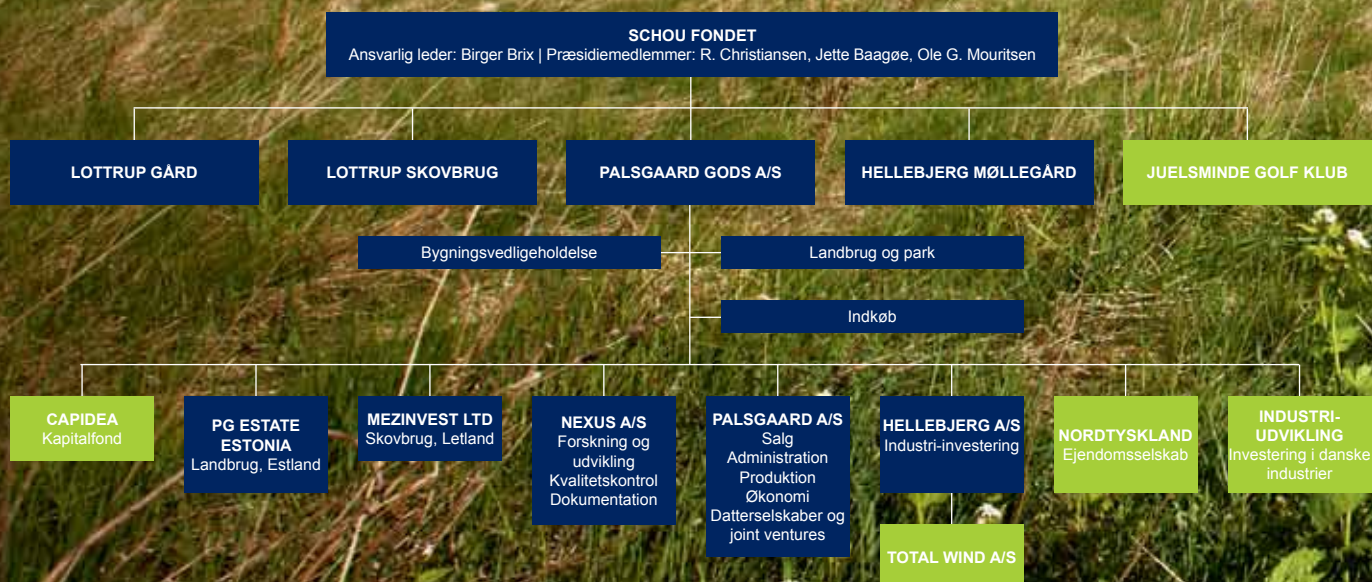 SCHOU FONDET
Ansvarlig leder: Birger Brix | Præsidiemedlemmer: R. Christiansen, Jette Baagøe, Ole G. Mouritsen
LOTTRUP GÅRD
LOTTRUP SKOVBRUG
PALSGAARD GODS A/S
HELLEBJERG MØLLEGÅRD
JUELSMINDE GOLF KLUB
Bygningsvedligeholdelse
Landbrug og park
Indkøb
CAPIDEA
Kapitalfond
PG ESTATE
ESTONIA
Landbrug, Estland
MEZINVEST LTD
Skovbrug, Letland
NEXUS A/S
Forskning og
udvikling
Kvalitetskontrol
Dokumentation
PALSGAARD A/S
Salg
Administration
Produktion
Økonomi
Datterselskaber og
joint ventures
HELLEBJERG A/S
Industri-investering
TOTAL WIND A/S
NORDTYSKLAND
Ejendomsselskab
INDUSTRI-
UDVIKLING
Investering i danske
industrier